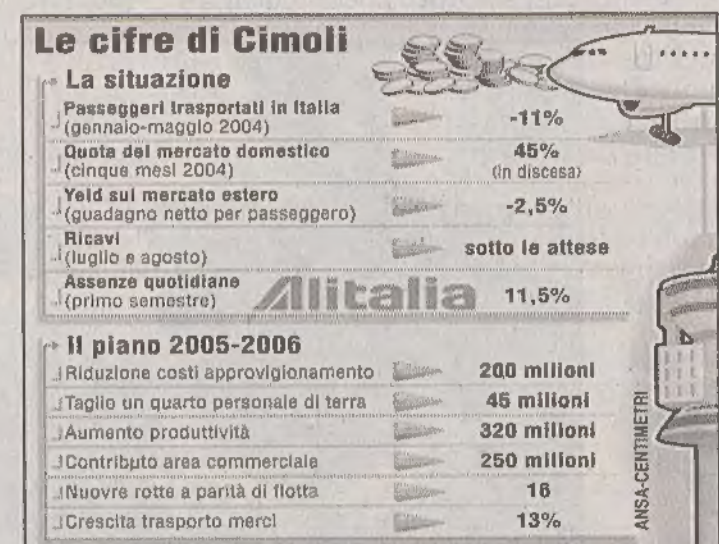 Le cifre di Cimoli
La situazione
Passeggeri trasportati in Italia
(gennaio-maggio 2004)
-11%
Quota del mercato domestico
(cinque mesi 2004)
45%
(in discesa)
Yeld sul mercato estero
(guadagno netto per passeggero)
-2,5%
Ricavi
(luglio e agosto)
sotto le attese
Assenze quotidiane
(primo semestre)
11,5%
Alitalia
Il piano 2005-2006
Riduzione costi approvigionamento
200 milioni
Taglio un quarto personale di terra
45 milioni
Aumento produttività
320 milioni
Contributo area commerciale
250 milioni
Nuovre rotte a parità di flotta
16
Crescita trasporto merci
13%
ANSA-CENTIMETRI